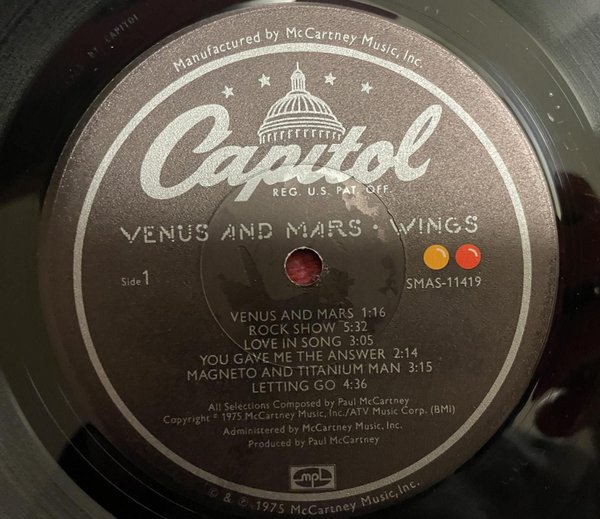 Manufactured by McCartney Music, Inc.
Capitol
REG. U.S. PAT. OFF.
VENUS AND MARS · WINGS
Side 1
SMAS-11419
VENUS AND MARS 1:16
ROCK SHOW 5:32
LOVE IN SONG 3:05
YOU GAVE ME THE ANSWER 2:14
MAGNETO AND TITANIUM MAN 3:15
LETTING GO 4:36
All Selections Composed by Paul McCartney
Copyright © 1975 McCartney Music, Inc./ATV Music Corp. (BMI)
Administered by McCartney Music, Inc.
Produced by Paul McCartney
mpl
© & ℗ 1975 McCartney Music, Inc.